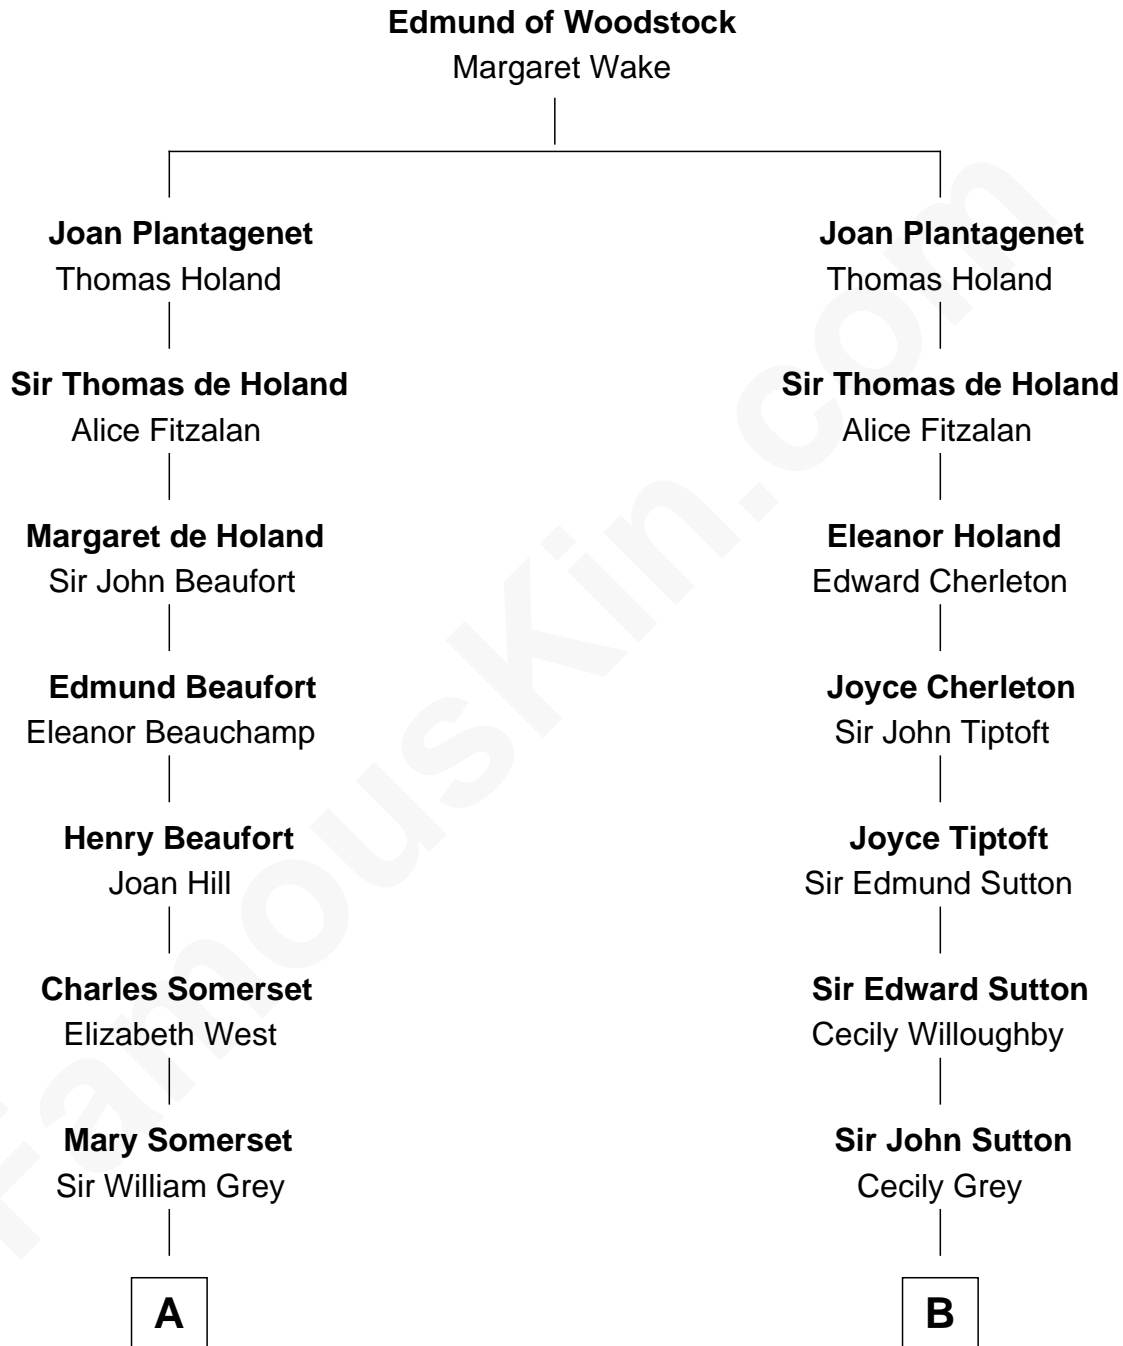 Edmund of Woodstock
Margaret Wake
Joan Plantagenet
Thomas Holand
Sir Thomas de Holand
Alice Fitzalan
Margaret de Holand
Sir John Beaufort
Edmund Beaufort
Eleanor Beauchamp
Henry Beaufort
Joan Hill
Charles Somerset
Elizabeth West
Mary Somerset
Sir William Grey
A
Joan Plantagenet
Thomas Holand
Sir Thomas de Holand
Alice Fitzalan
Eleanor Holand
Edward Cherleton
Joyce Cherleton
Sir John Tiptoft
Joyce Tiptoft
Sir Edmund Sutton
Sir Edward Sutton
Cecily Willoughby
Sir John Sutton
Cecily Grey
B
FamousKin.com